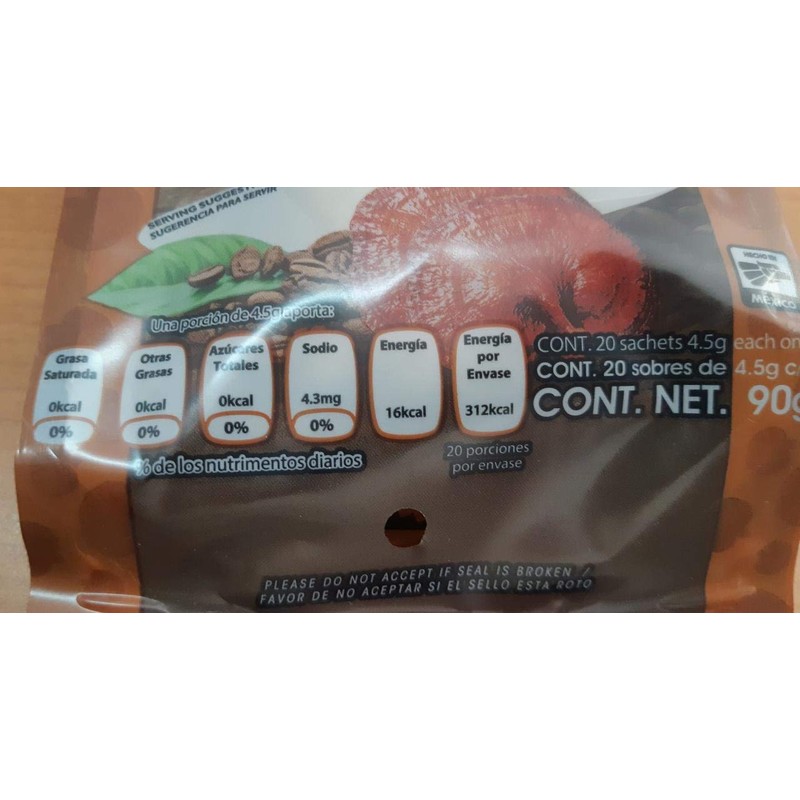 SERVING SUGGEST
SUGERENCIA PARA SERVIR
HECHO EN
México
Una porción de 4.5g aporta:
Grasa
Saturada
0kcal
0%
Otras
Grasas
0kcal
0%
Azúcares
Totales
0kcal
0%
Sodio
4.3mg
0%
Energía
16kcal
Energía
por
Envase
312kcal
CONT. 20 sachets 4.5g each on
CONT. 20 sobres de 4.5g c
CONT. NET. 90g
% de los nutrimentos diarios
20 porciones
por envase
PLEASE DO NOT ACCEPT IF SEAL IS BROKEN /
FAVOR DE NO ACEPTAR SI EL SELLO ESTA ROTO